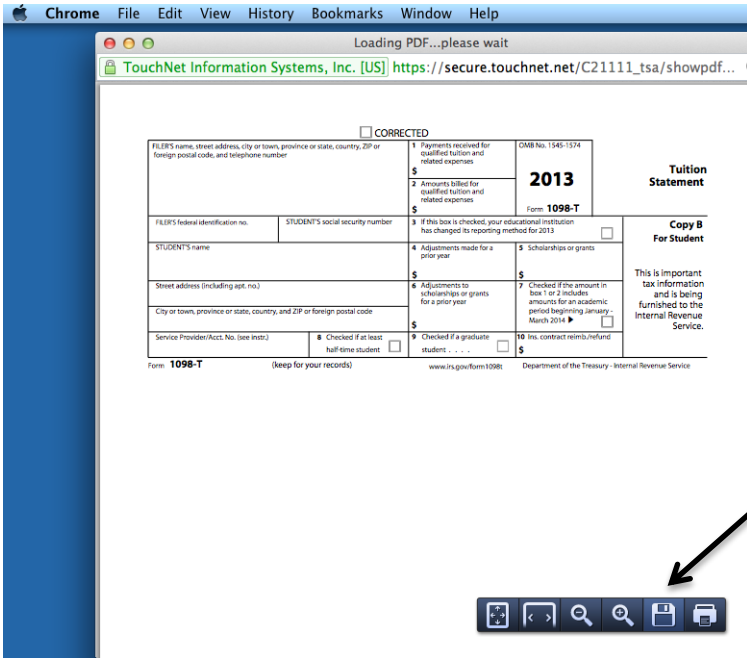 Chrome File Edit View History Bookmarks Window Help
Loading PDF...please wait
TouchNet Information Systems, Inc. [US] https://secure.touchnet.net/C21111_tsa/showpdf...
CORRECTED
FILER'S name, street address, city or town, province or state, country, ZIP or
foreign postal code, and telephone number
1 Payments received for
qualified tuition and
related expenses
$
2 Amounts billed for
qualified tuition and
related expenses
$
OMB No. 1545-1574
2013
Form 1098-T
Tuition
Statement
FILER'S federal identification no.
STUDENT'S social security number
3 If this box is checked, your educational institution
has changed its reporting method for 2013
Copy B
For Student
STUDENT'S name
4 Adjustments made for a
prior year
$
5 Scholarships or grants
$
This is important
tax information
and is being
furnished to the
Internal Revenue
Service.
Street address (including apt. no.)
6 Adjustments to
scholarships or grants
for a prior year
$
7 Checked if the amount in
box 1 or 2 includes
amounts for an academic
period beginning January -
March 2014 ▶
City or town, province or state, country, and ZIP or foreign postal code
Service Provider/Acct. No. (see instr.)
8 Checked if at least
half-time student
9 Checked if a graduate
student . . . .
10 Ins. contract reimb./refund
$
Form 1098-T (keep for your records) www.irs.gov/form1098t Department of the Treasury - Internal Revenue Service